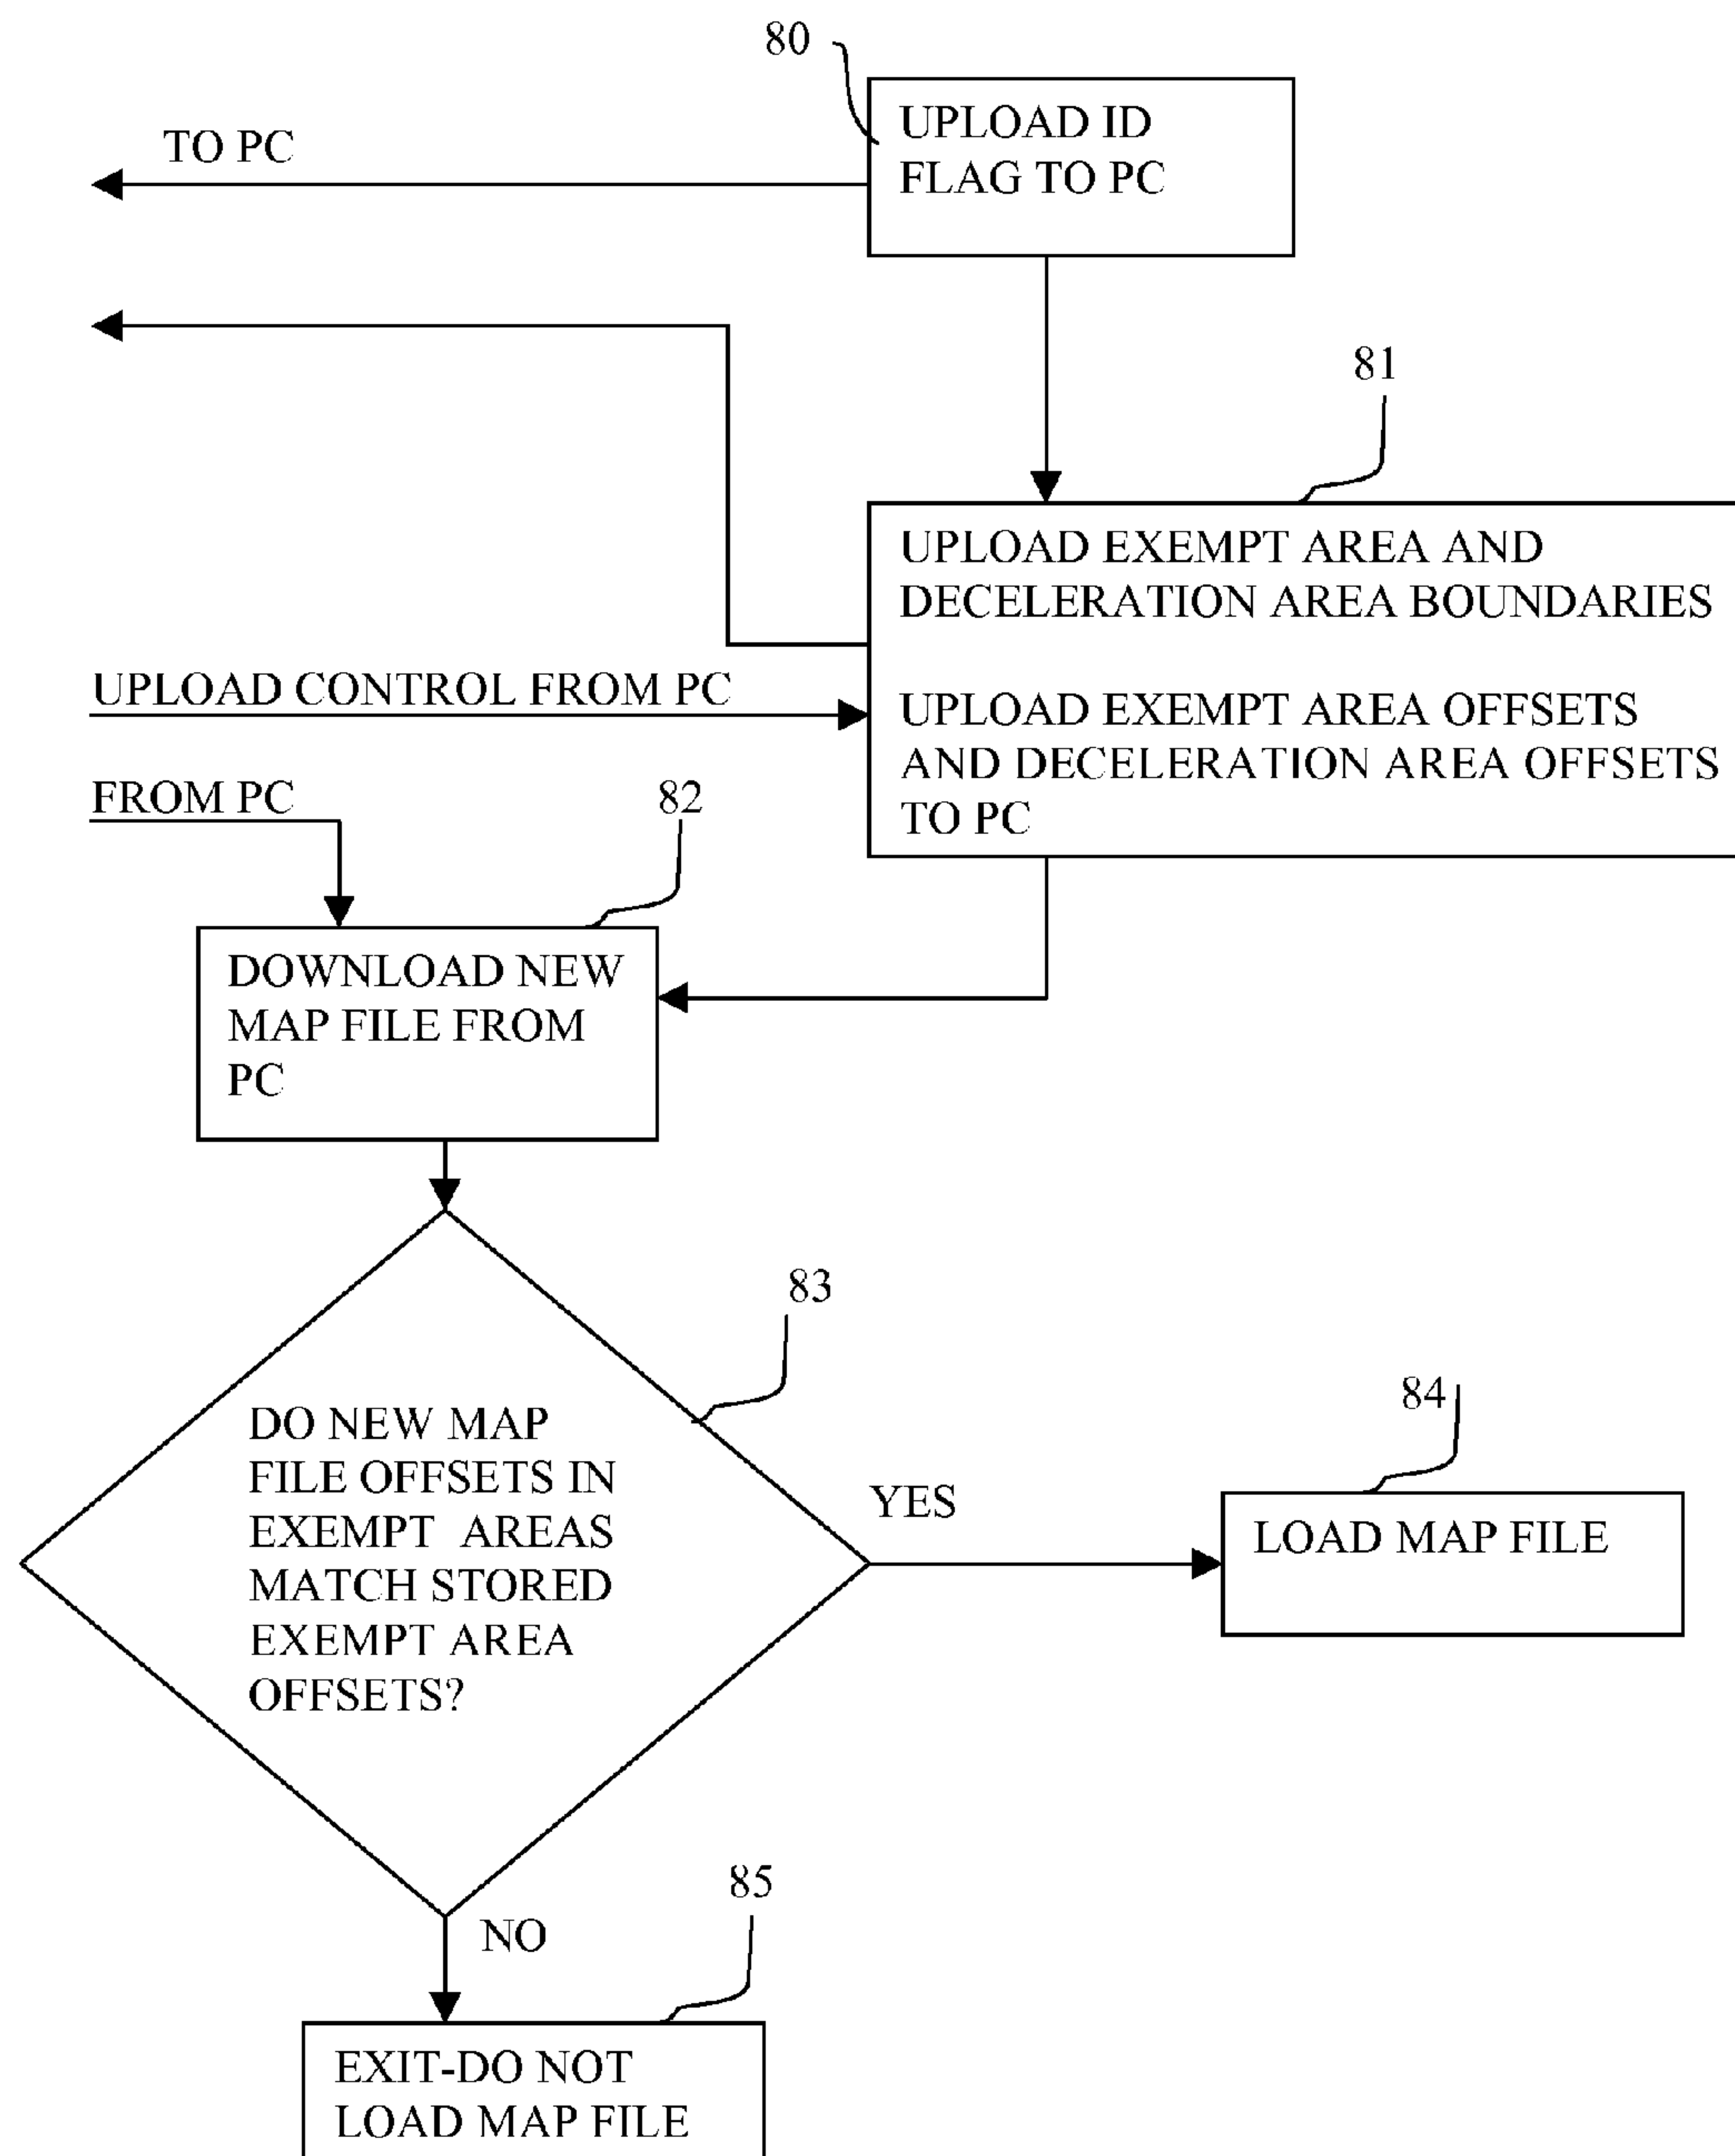 80
UPLOAD ID
FLAG TO PC
TO PC
81
UPLOAD EXEMPT AREA AND
DECELERATION AREA BOUNDARIES
UPLOAD EXEMPT AREA OFFSETS
AND DECELERATION AREA OFFSETS
TO PC
UPLOAD CONTROL FROM PC
FROM PC
82
DOWNLOAD NEW
MAP FILE FROM
PC
83
DO NEW MAP
FILE OFFSETS IN
EXEMPT AREAS
MATCH STORED
EXEMPT AREA
OFFSETS?
YES
84
LOAD MAP FILE
NO
85
EXIT-DO NOT
LOAD MAP FILE